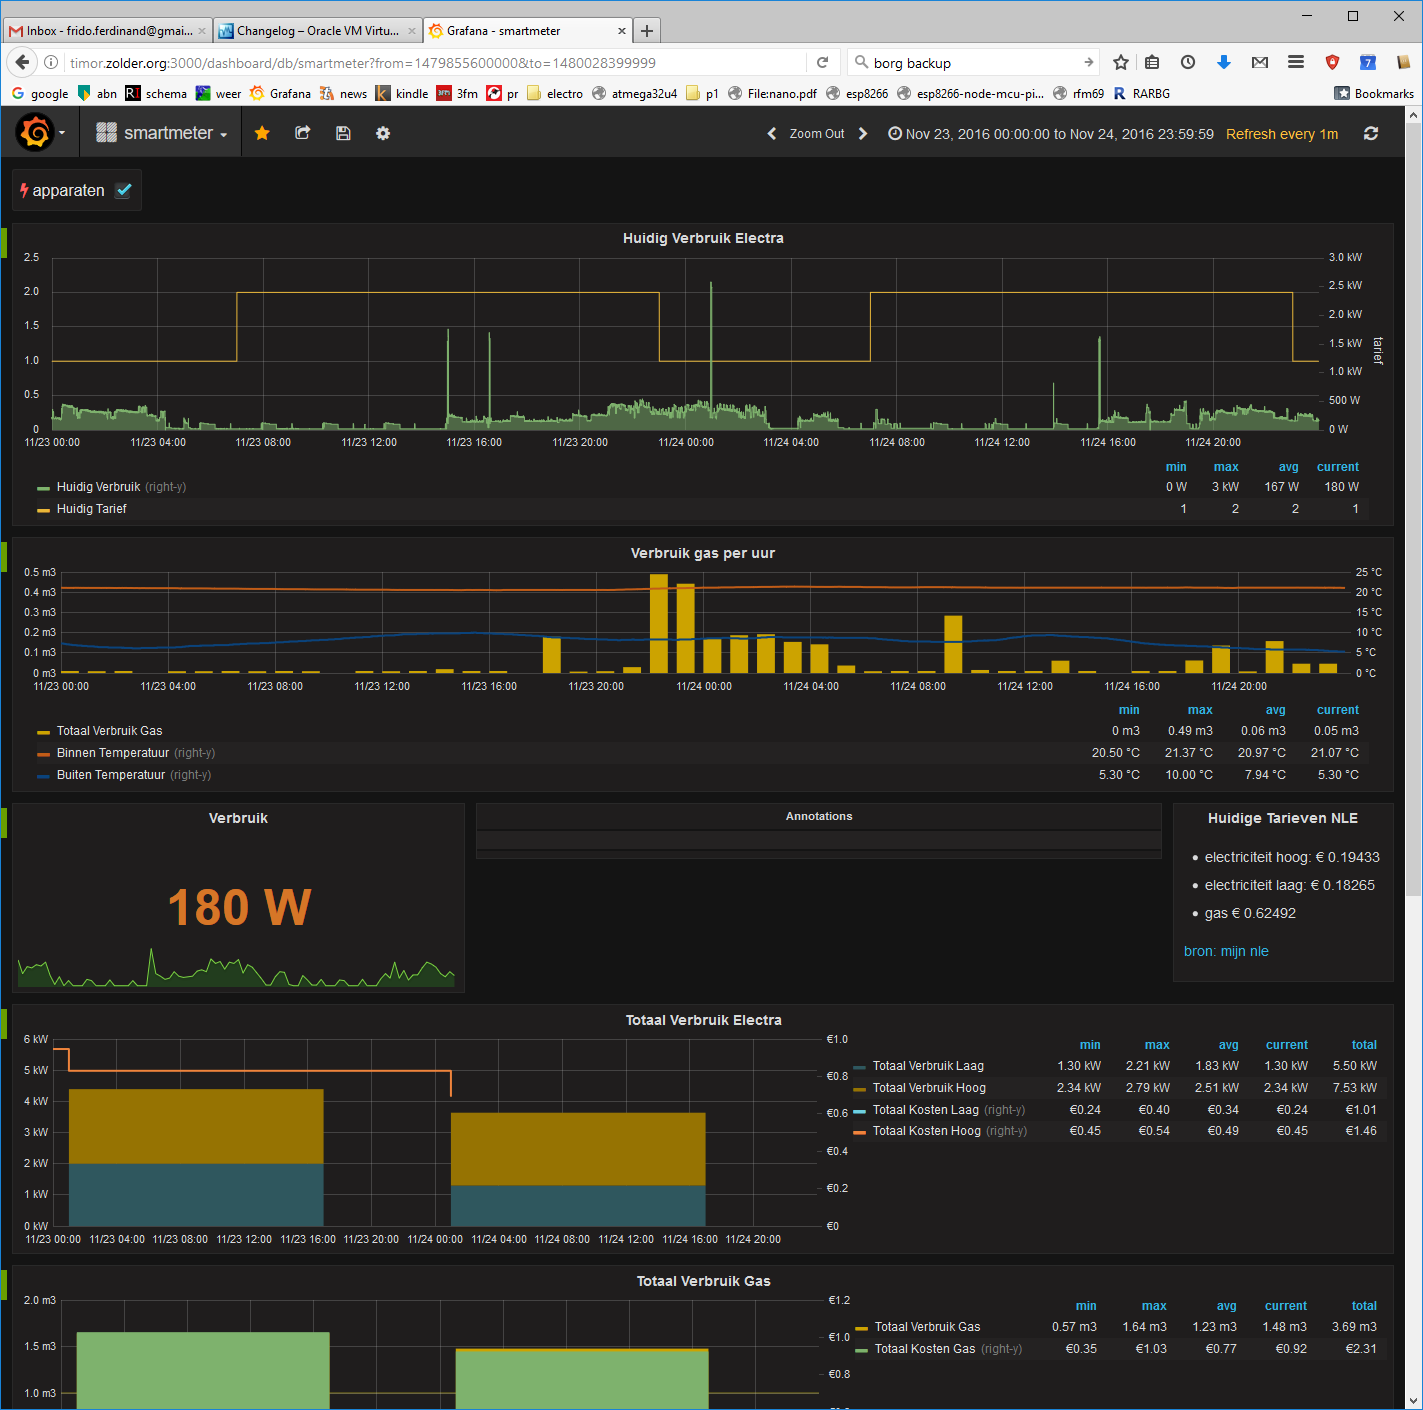 Inbox - frido.ferdinand@gmai...
Changelog – Oracle VM Virtu...
Grafana - smartmeter
timor.zolder.org:3000/dashboard/db/smartmeter?from=1479855600000&to=1480028399999
borg backup
7
google abn RT schema weer Grafana news kindle 3fm pr electro atmega32u4 p1 File:nano.pdf esp8266 esp8266-node-mcu-pi... rfm69 RARBG Bookmarks
smartmeter
Zoom Out
Nov 23, 2016 00:00:00 to Nov 24, 2016 23:59:59 Refresh every 1m
apparaten
Huidig Verbruik Electra
2.5 3.0 kW
2.5 kW
2.0 2.0 kW
1.5 1.5 kW
1.0 1.0 kW
0.5 500 W
0 0 W
tarief
11/23 00:00 11/23 04:00 11/23 08:00 11/23 12:00 11/23 16:00 11/23 20:00 11/24 00:00 11/24 04:00 11/24 08:00 11/24 12:00 11/24 16:00 11/24 20:00
min max avg current
Huidig Verbruik (right-y) 0 W 3 kW 167 W 180 W
Huidig Tarief 1 2 2 1
Verbruik gas per uur
0.5 m3 25 °C
0.4 m3 20 °C
0.3 m3 15 °C
0.2 m3 10 °C
0.1 m3 5 °C
0 m3 0 °C
11/23 00:00 11/23 04:00 11/23 08:00 11/23 12:00 11/23 16:00 11/23 20:00 11/24 00:00 11/24 04:00 11/24 08:00 11/24 12:00 11/24 16:00 11/24 20:00
min max avg current
Totaal Verbruik Gas 0 m3 0.49 m3 0.06 m3 0.05 m3
Binnen Temperatuur (right-y) 20.50 °C 21.37 °C 20.97 °C 21.07 °C
Buiten Temperatuur (right-y) 5.30 °C 10.00 °C 7.94 °C 5.30 °C
Verbruik
180 W
Annotations
Huidige Tarieven NLE
electriciteit hoog: € 0.19433
electriciteit laag: € 0.18265
gas € 0.62492
bron: mijn nle
Totaal Verbruik Electra
6 kW €1.0
5 kW €0.8
4 kW €0.6
3 kW €0.4
2 kW €0.2
1 kW
0 kW €0
11/23 00:00 11/23 04:00 11/23 08:00 11/23 12:00 11/23 16:00 11/23 20:00 11/24 00:00 11/24 04:00 11/24 08:00 11/24 12:00 11/24 16:00 11/24 20:00
min max avg current total
Totaal Verbruik Laag 1.30 kW 2.21 kW 1.83 kW 1.30 kW 5.50 kW
Totaal Verbruik Hoog 2.34 kW 2.79 kW 2.51 kW 2.34 kW 7.53 kW
Totaal Kosten Laag (right-y) €0.24 €0.40 €0.34 €0.24 €1.01
Totaal Kosten Hoog (right-y) €0.45 €0.54 €0.49 €0.45 €1.46
Totaal Verbruik Gas
2.0 m3 €1.2
1.5 m3 €1.0
1.0 m3 €0.8
min max avg current total
Totaal Verbruik Gas 0.57 m3 1.64 m3 1.23 m3 1.48 m3 3.69 m3
Totaal Kosten Gas (right-y) €0.35 €1.03 €0.77 €0.92 €2.31